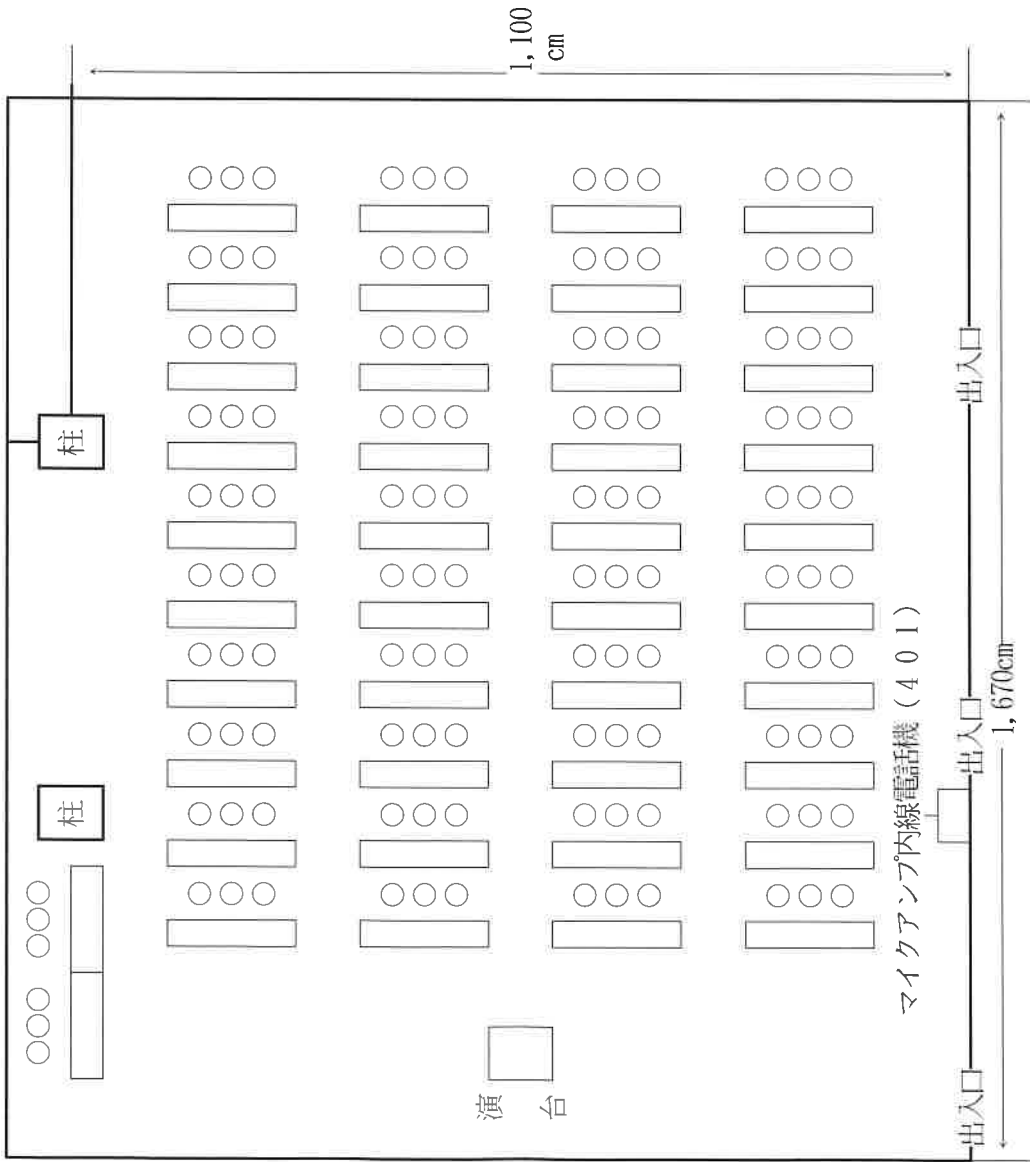 1,100
cm
柱
柱
演
台
マイクアンプ内線電話機(401)
出入口
出入口
出入口
1,670cm